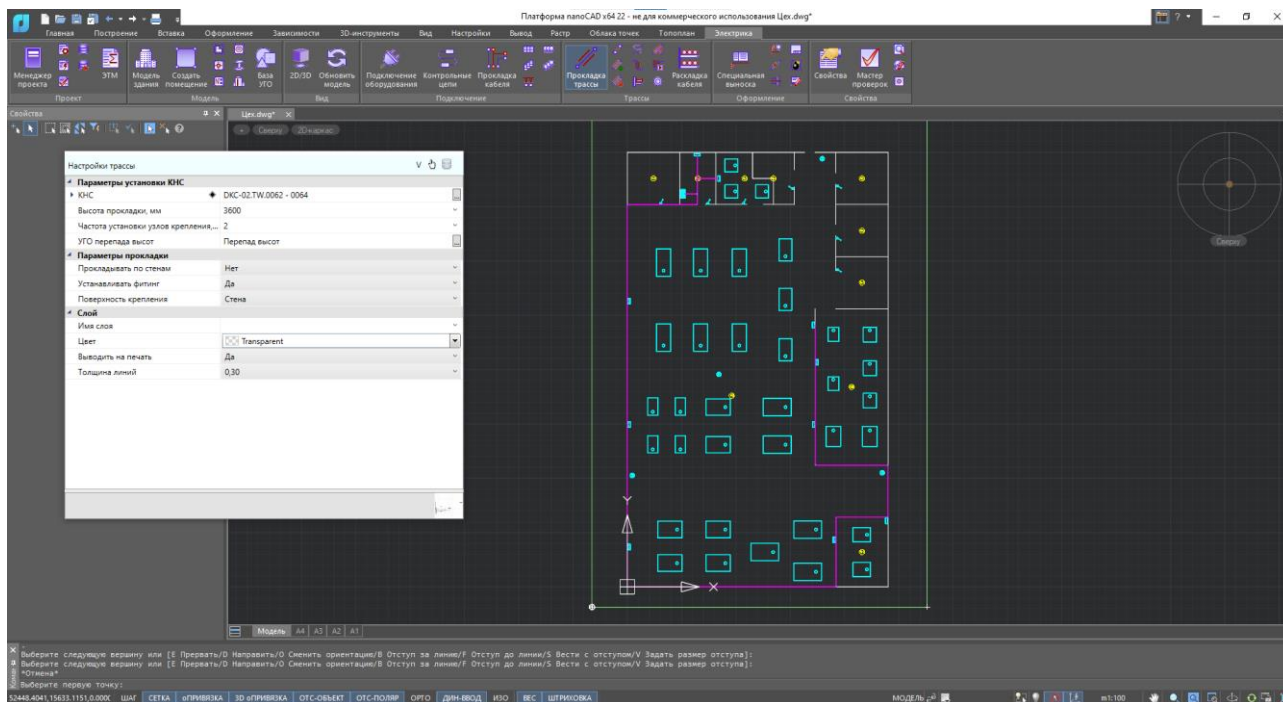 Платформа nanoCAD x64 22 - не для коммерческого использования Цех.dwg*
Главная Построение Вставка Оформление Зависимости 3D-инструменты Вид Настройки Вывод Растр Облака точек Топоплан Электрика
Менеджер проекта
ЭТМ
Модель здания
Создать помещение
База УГО
2D/3D
Обновить модель
Подключение оборудования
Контрольные цепи
Прокладка кабеля
Прокладка трассы
Раскладка кабеля
Специальная выноска
Свойства
Мастер проверок
Проект Модель Вид Подключение Трассы Оформление Свойства
Свойства
Цех.dwg*
Сверху 2D-каркас
Настройки трассы
Параметры установки КНС
КНС DKC-02.TW.0062 - 0064
Высота прокладки, мм 3600
Частота установки узлов крепления,... 2
УГО перепада высот Перепад высот
Параметры прокладки
Прокладывать по стенам Нет
Устанавливать фитинг Да
Поверхность крепления Стена
Слой
Имя слоя
Цвет Transparent
Выводить на печать Да
Толщина линий 0,30
Сверху
Y
X
Модель A4 A3 A2 A1
Выберите следующую вершину или [E Прервать/D Направить/O Сменить ориентацию/B Отступ за линию/F Отступ до линии/S Вести с отступом/V Задать размер отступа]:
Выберите следующую вершину или [E Прервать/D Направить/O Сменить ориентацию/B Отступ за линию/F Отступ до линии/S Вести с отступом/V Задать размер отступа]:
*Отмена*
Выберите первую точку:
52448.4041,15633.1151,0.0000 ШАГ СЕТКА оПРИВЯЗКА 3D оПРИВЯЗКА ОТС-ОБЪЕКТ ОТС-ПОЛЯР ОРТО ДИН-ВВОД ИЗО ВЕС ШТРИХОВКА МОДЕЛЬ m1:100